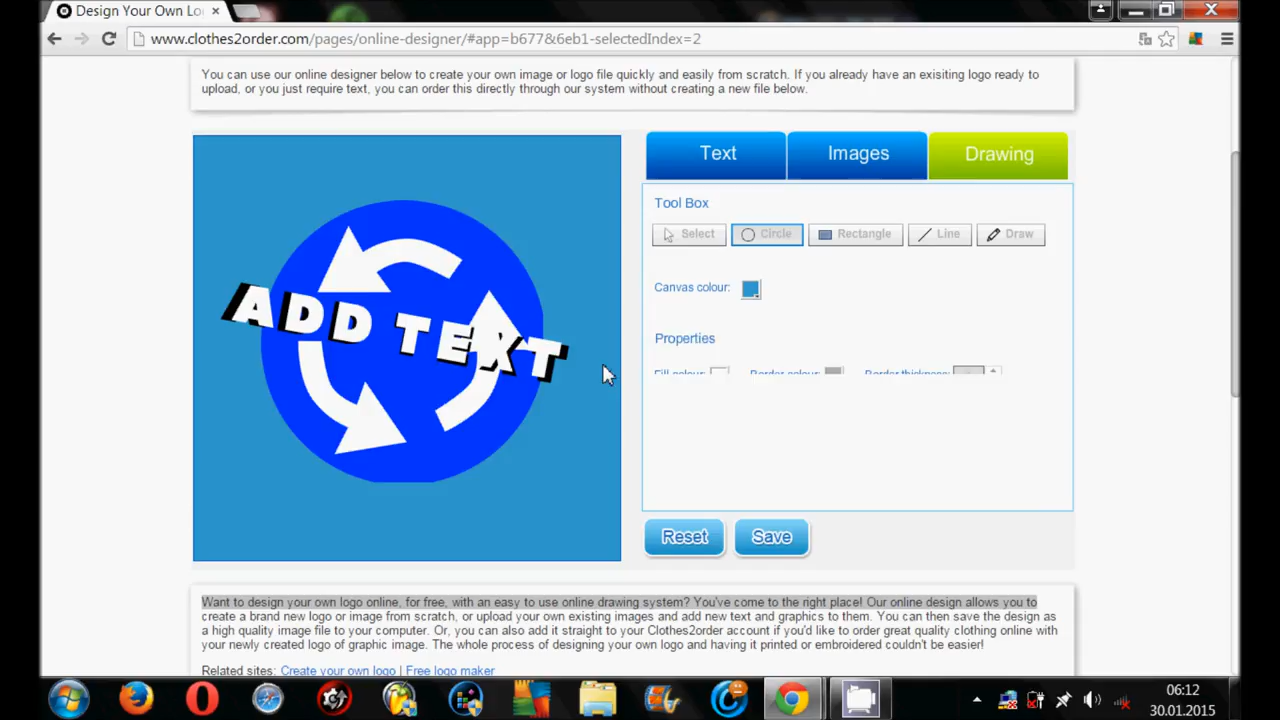 Design Your Own Lo
www.clothes2order.com/pages/online-designer/#app=b677&6eb1-selectedIndex=2
You can use our online designer below to create your own image or logo file quickly and easily from scratch. If you already have an exisiting logo ready to
upload, or you just require text, you can order this directly through our system without creating a new file below.
Text
Images
Drawing
Tool Box
Select
Circle
Rectangle
Line
Draw
Canvas colour:
Properties
Fill colour:
Border colour:
Border thickness:
ADD TEXT
Reset
Save
Want to design your own logo online, for free, with an easy to use online drawing system? You've come to the right place! Our online design allows you to
create a brand new logo or image from scratch, or upload your own existing images and add new text and graphics to them. You can then save the design as
a high quality image file to your computer. Or, you can also add it straight to your Clothes2order account if you'd like to order great quality clothing online with
your newly created logo of graphic image. The whole process of designing your own logo and having it printed or embroidered couldn't be easier!
Related sites: Create your own logo | Free logo maker
06:12
30.01.2015